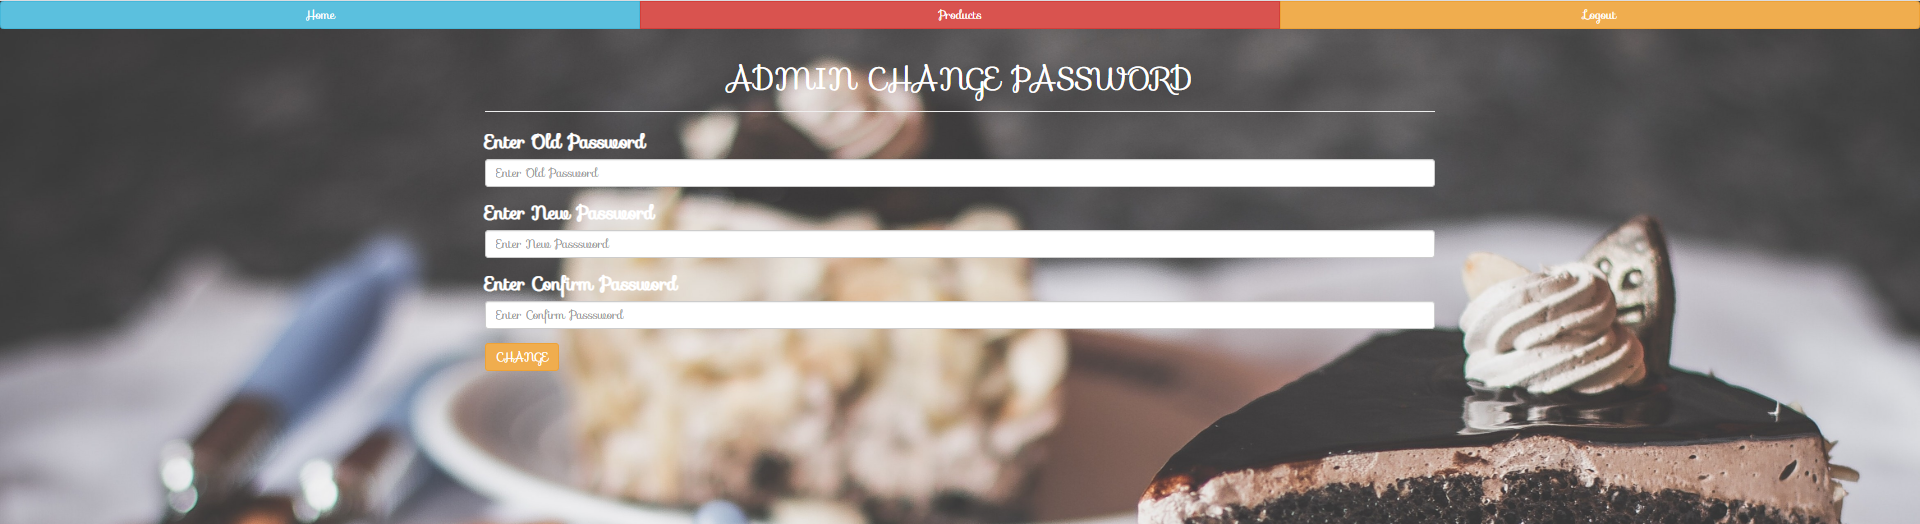 Home Products Logout
ADMIN CHANGE PASSWORD
Enter Old Password
Enter Old Password
Enter New Password
Enter New Passsword
Enter Confirm Password
Enter Confirm Passsword
CHANGE